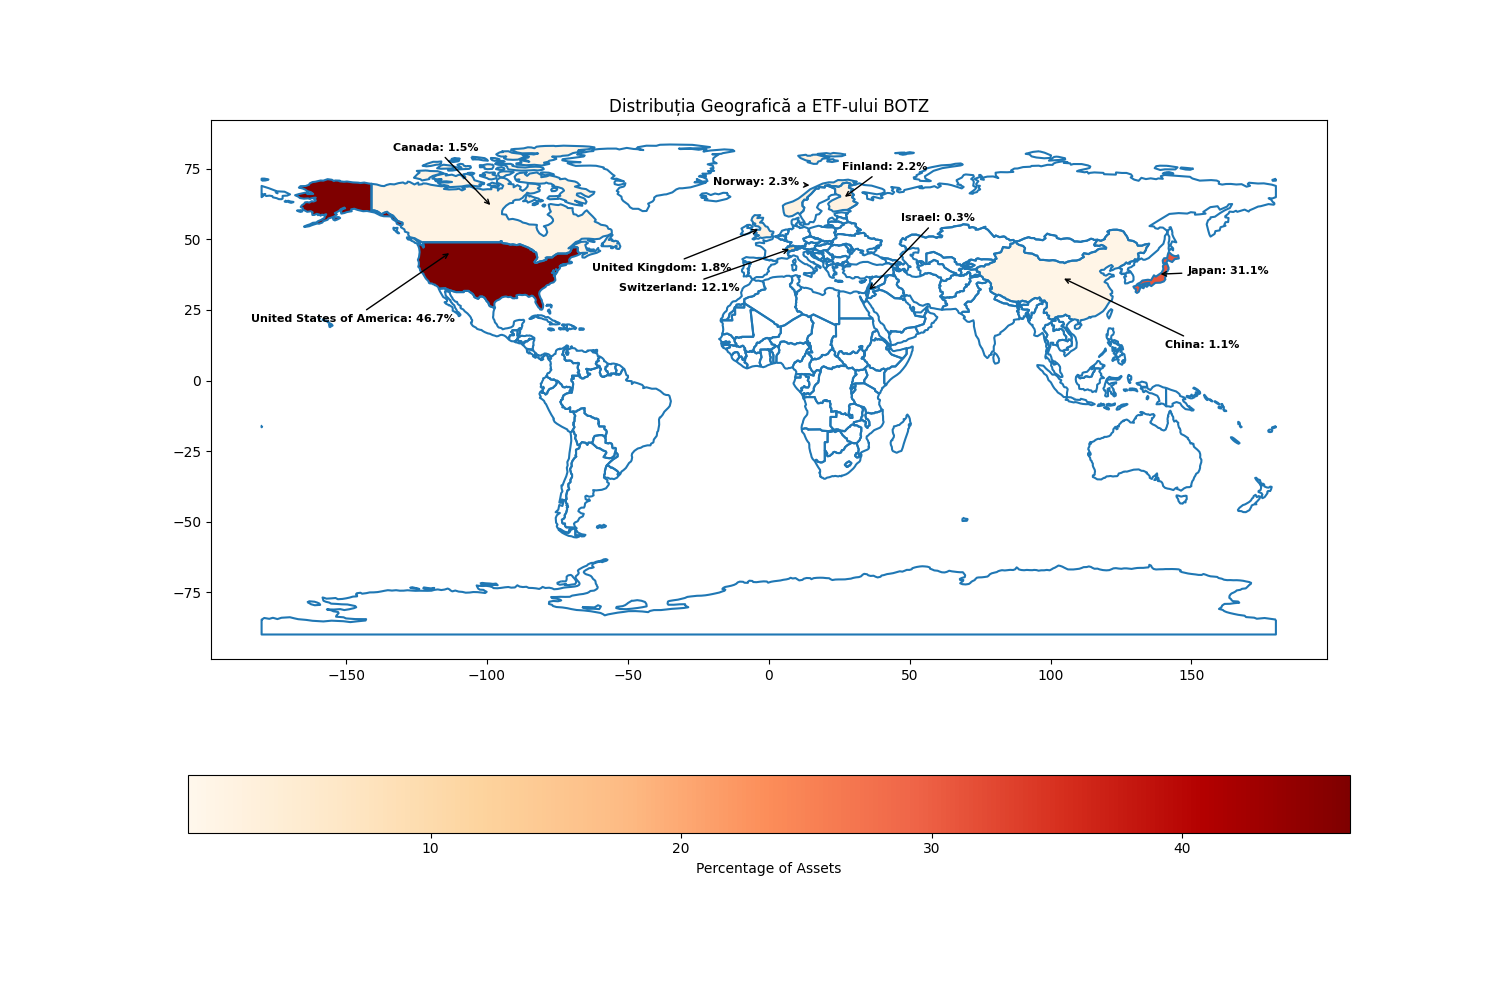 Distribuția Geografică a ETF-ului BOTZ
Canada: 1.5%
Finland: 2.2%
Norway: 2.3%
Israel: 0.3%
United Kingdom: 1.8%
Japan: 31.1%
Switzerland: 12.1%
United States of America: 46.7%
China: 1.1%
75
50
25
0
−25
−50
−75
−150
−100
−50
0
50
100
150
10
20
30
40
Percentage of Assets